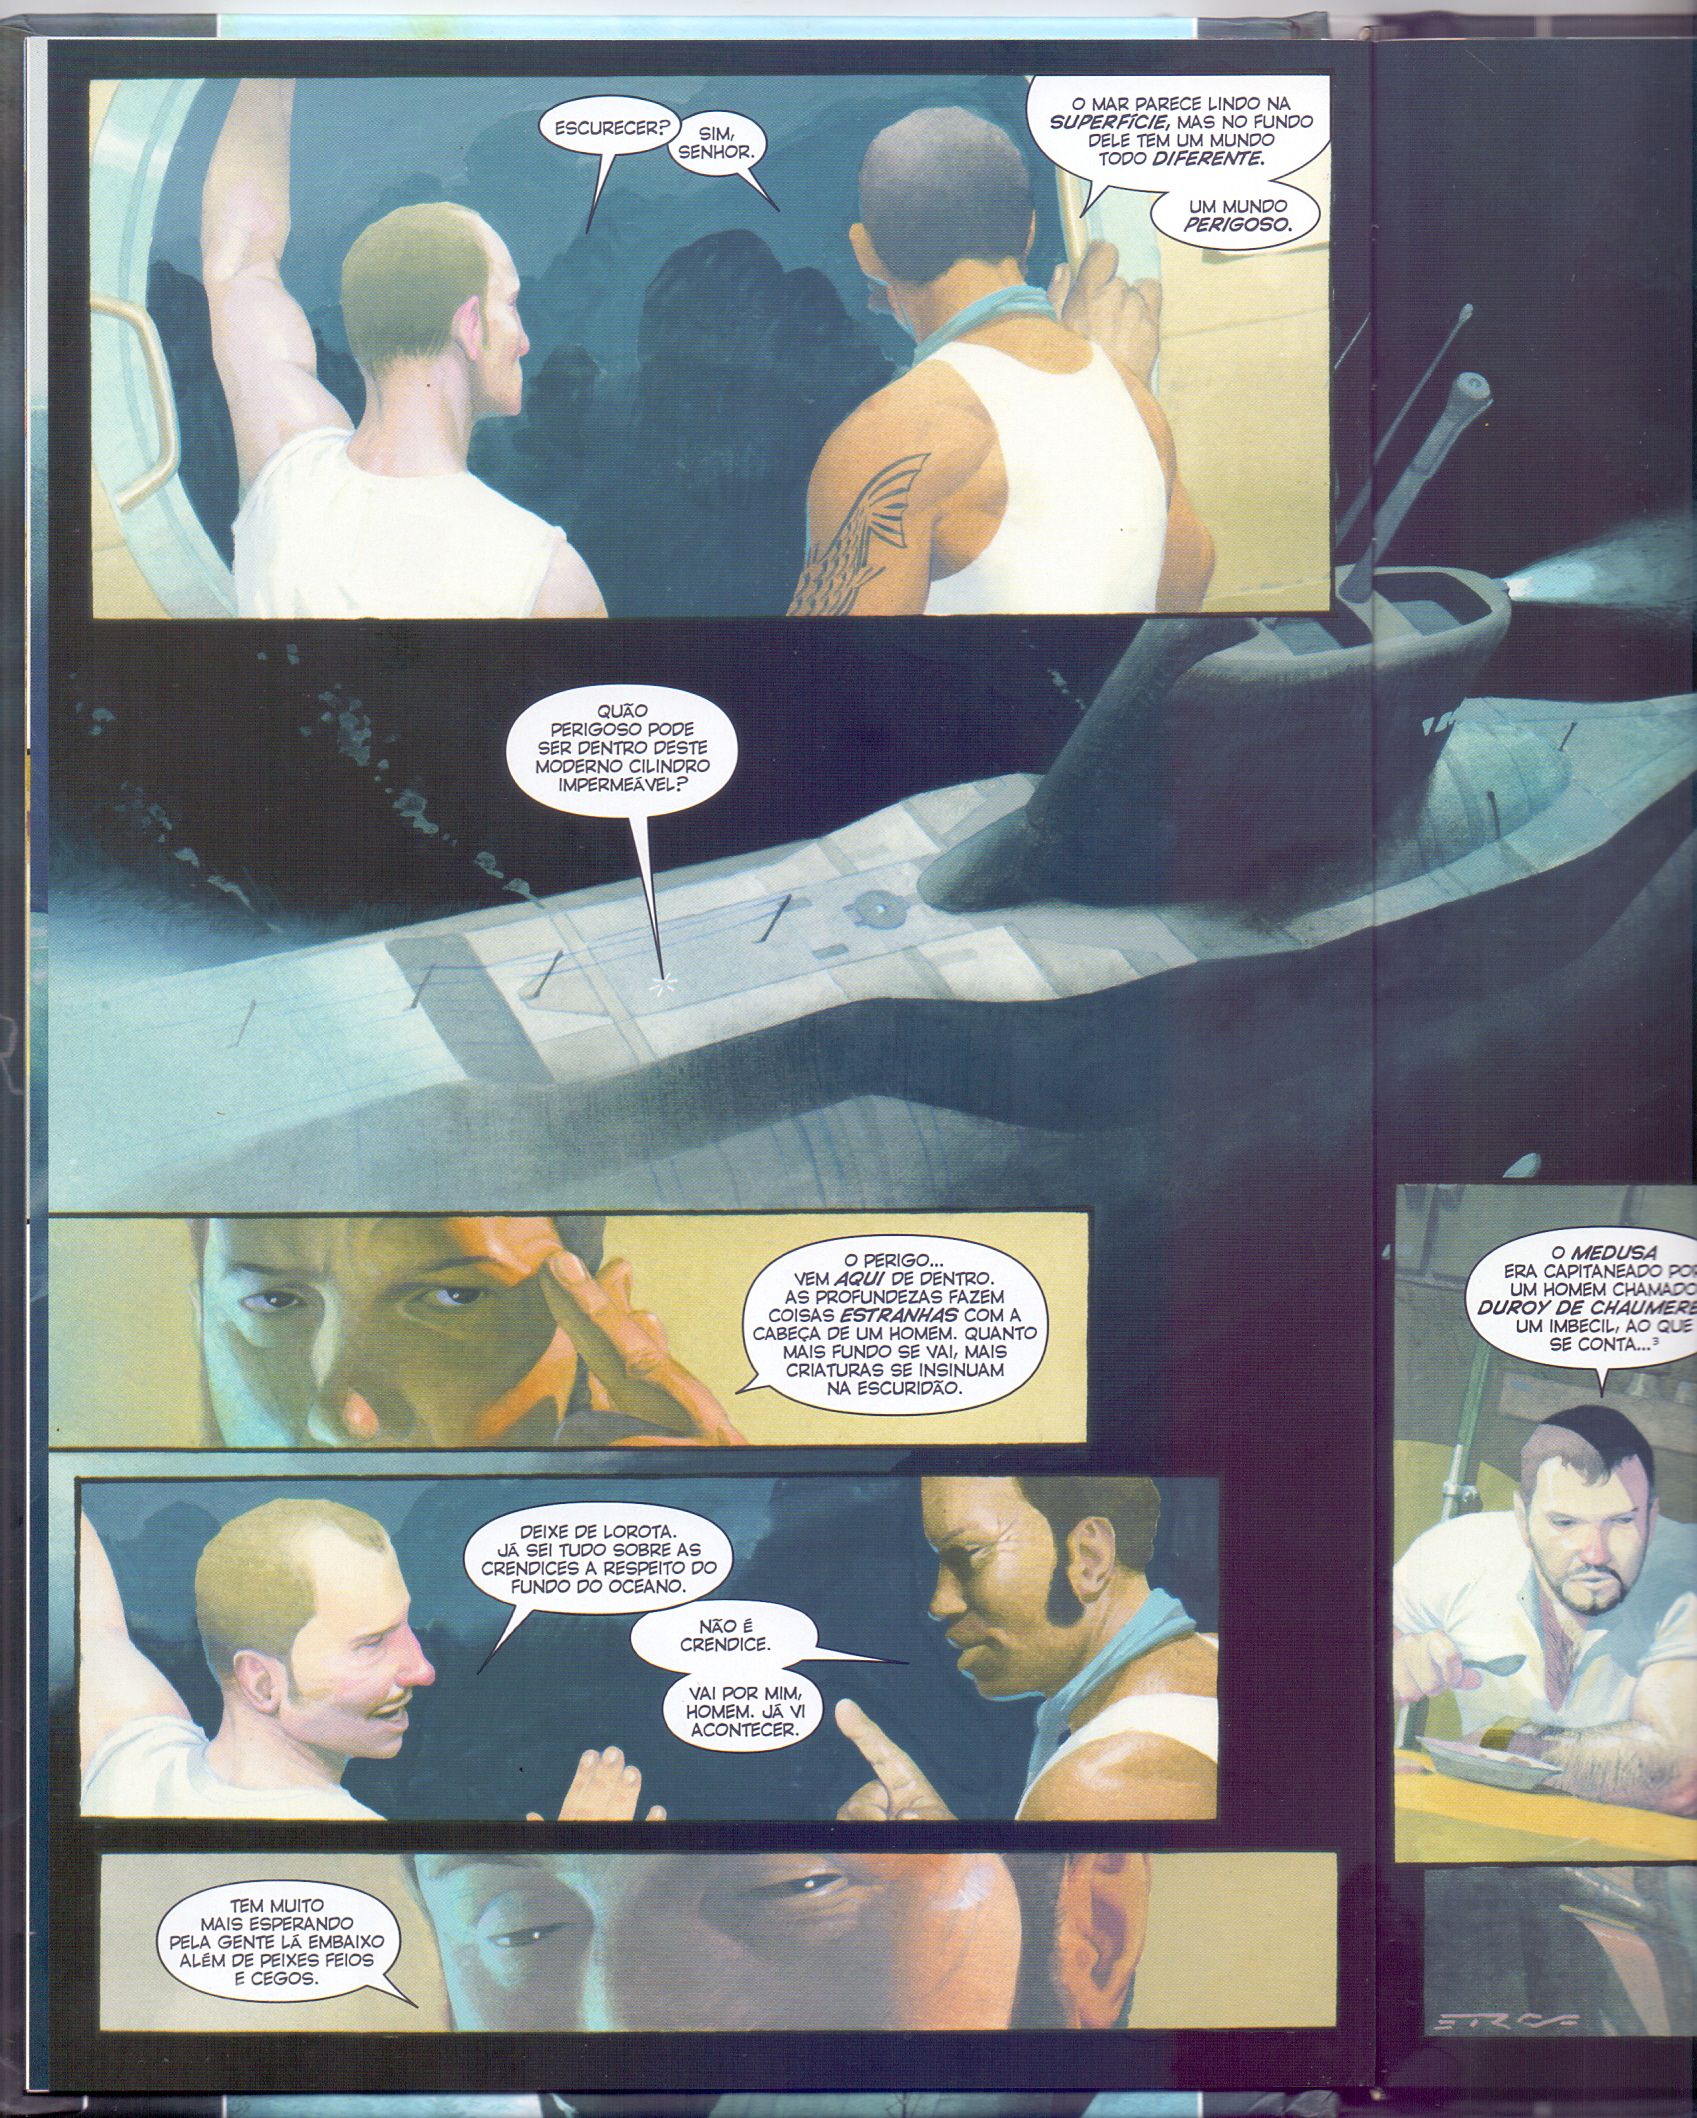 ESCURECER?
SIM,
SENHOR.
O MAR PARECE LINDO NA
SUPERFÍCIE, MAS NO FUNDO
DELE TEM UM MUNDO
TODO DIFERENTE.
UM MUNDO
PERIGOSO.
QUÃO
PERIGOSO PODE
SER DENTRO DESTE
MODERNO CILINDRO
IMPERMEÁVEL?
O PERIGO...
VEM AQUI DE DENTRO.
AS PROFUNDEZAS FAZEM
COISAS ESTRANHAS COM A
CABEÇA DE UM HOMEM. QUANTO
MAIS FUNDO SE VAI, MAIS
CRIATURAS SE INSINUAM
NA ESCURIDÃO.
DEIXE DE LOROTA.
JÁ SEI TUDO SOBRE AS
CRENDICES A RESPEITO DO
FUNDO DO OCEANO.
NÃO É
CRENDICE.
VAI POR MIM,
HOMEM. JÁ VI
ACONTECER.
TEM MUITO
MAIS ESPERANDO
PELA GENTE LÁ EMBAIXO
ALÉM DE PEIXES FEIOS
E CEGOS.
O MEDUSA
ERA CAPITANEADO POR
UM HOMEM CHAMADO
DUROY DE CHAUMERE
UM IMBECIL, AO QUE
SE CONTA...³